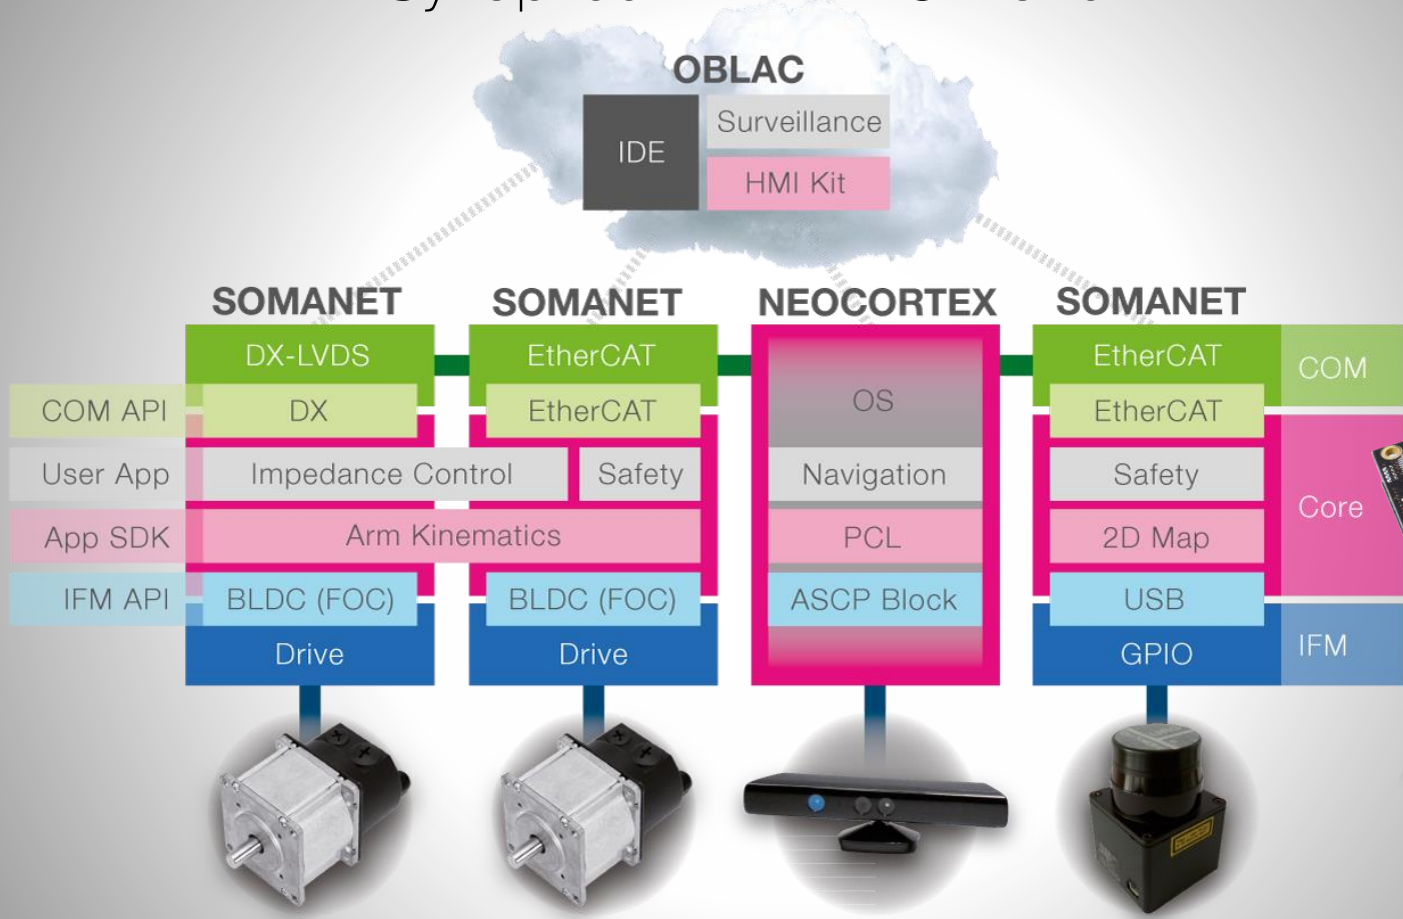 OBLAC
IDE
Surveillance
HMI Kit
SOMANET SOMANET NEOCORTEX SOMANET
DX-LVDS EtherCAT EtherCAT COM
OS
COM API DX EtherCAT EtherCAT
User App Impedance Control Safety Navigation Safety
Core
App SDK Arm Kinematics PCL 2D Map
IFM API BLDC (FOC) BLDC (FOC) ASCP Block USB
Drive Drive GPIO IFM